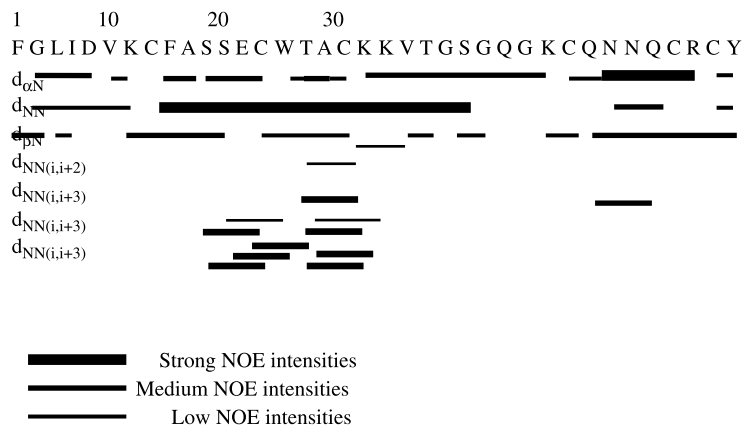 1 10 20 30
F G L I D V K C F A S S E C W T A C K K V T G S G Q G K C Q N N Q C R C Y
dαN
dNN
dβN
dNN(i,i+2)
dNN(i,i+3)
dNN(i,i+3)
dNN(i,i+3)
Strong NOE intensities
Medium NOE intensities
Low NOE intensities